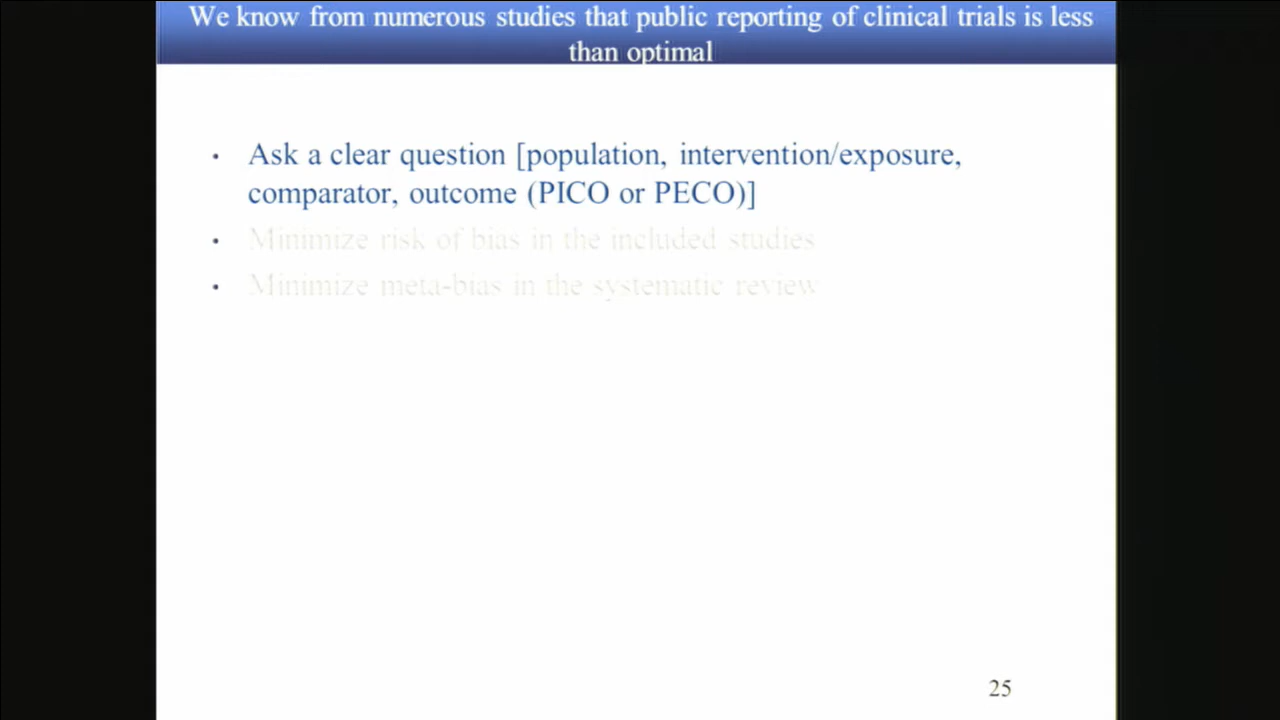 We know from numerous studies that public reporting of clinical trials is less
than optimal
• Ask a clear question [population, intervention/exposure,
comparator, outcome (PICO or PECO)]
• Minimize risk of bias in the included studies
• Minimize meta-bias in the systematic review
25